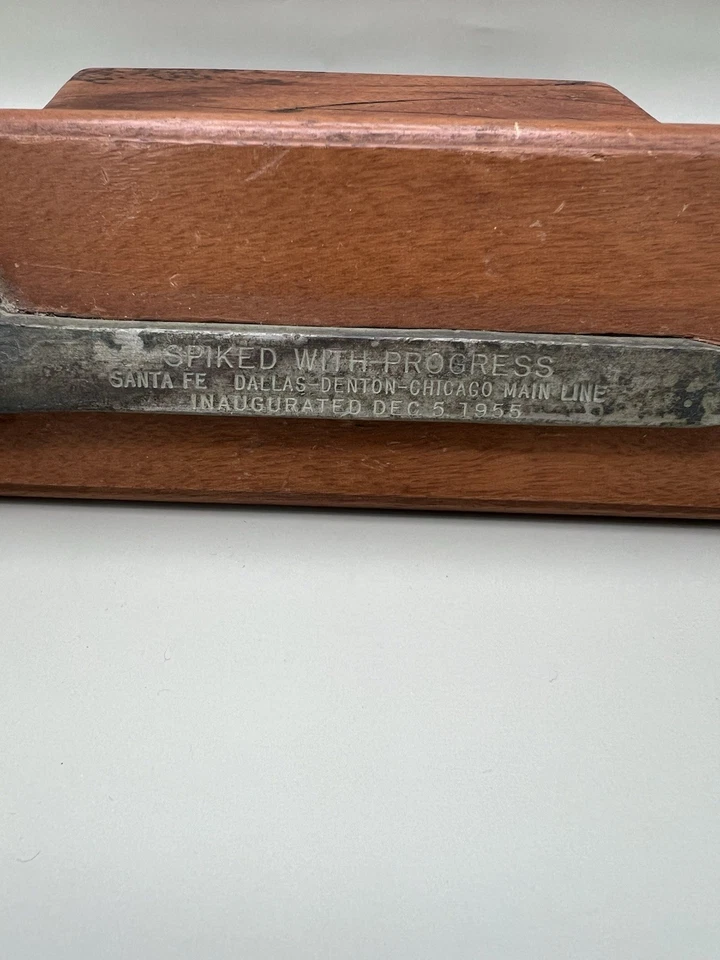 SPIKED WITH PROGRESS
SANTA FE DALLAS-DENTON-CHICAGO MAIN LINE
INAUGURATED DEC 5 1955